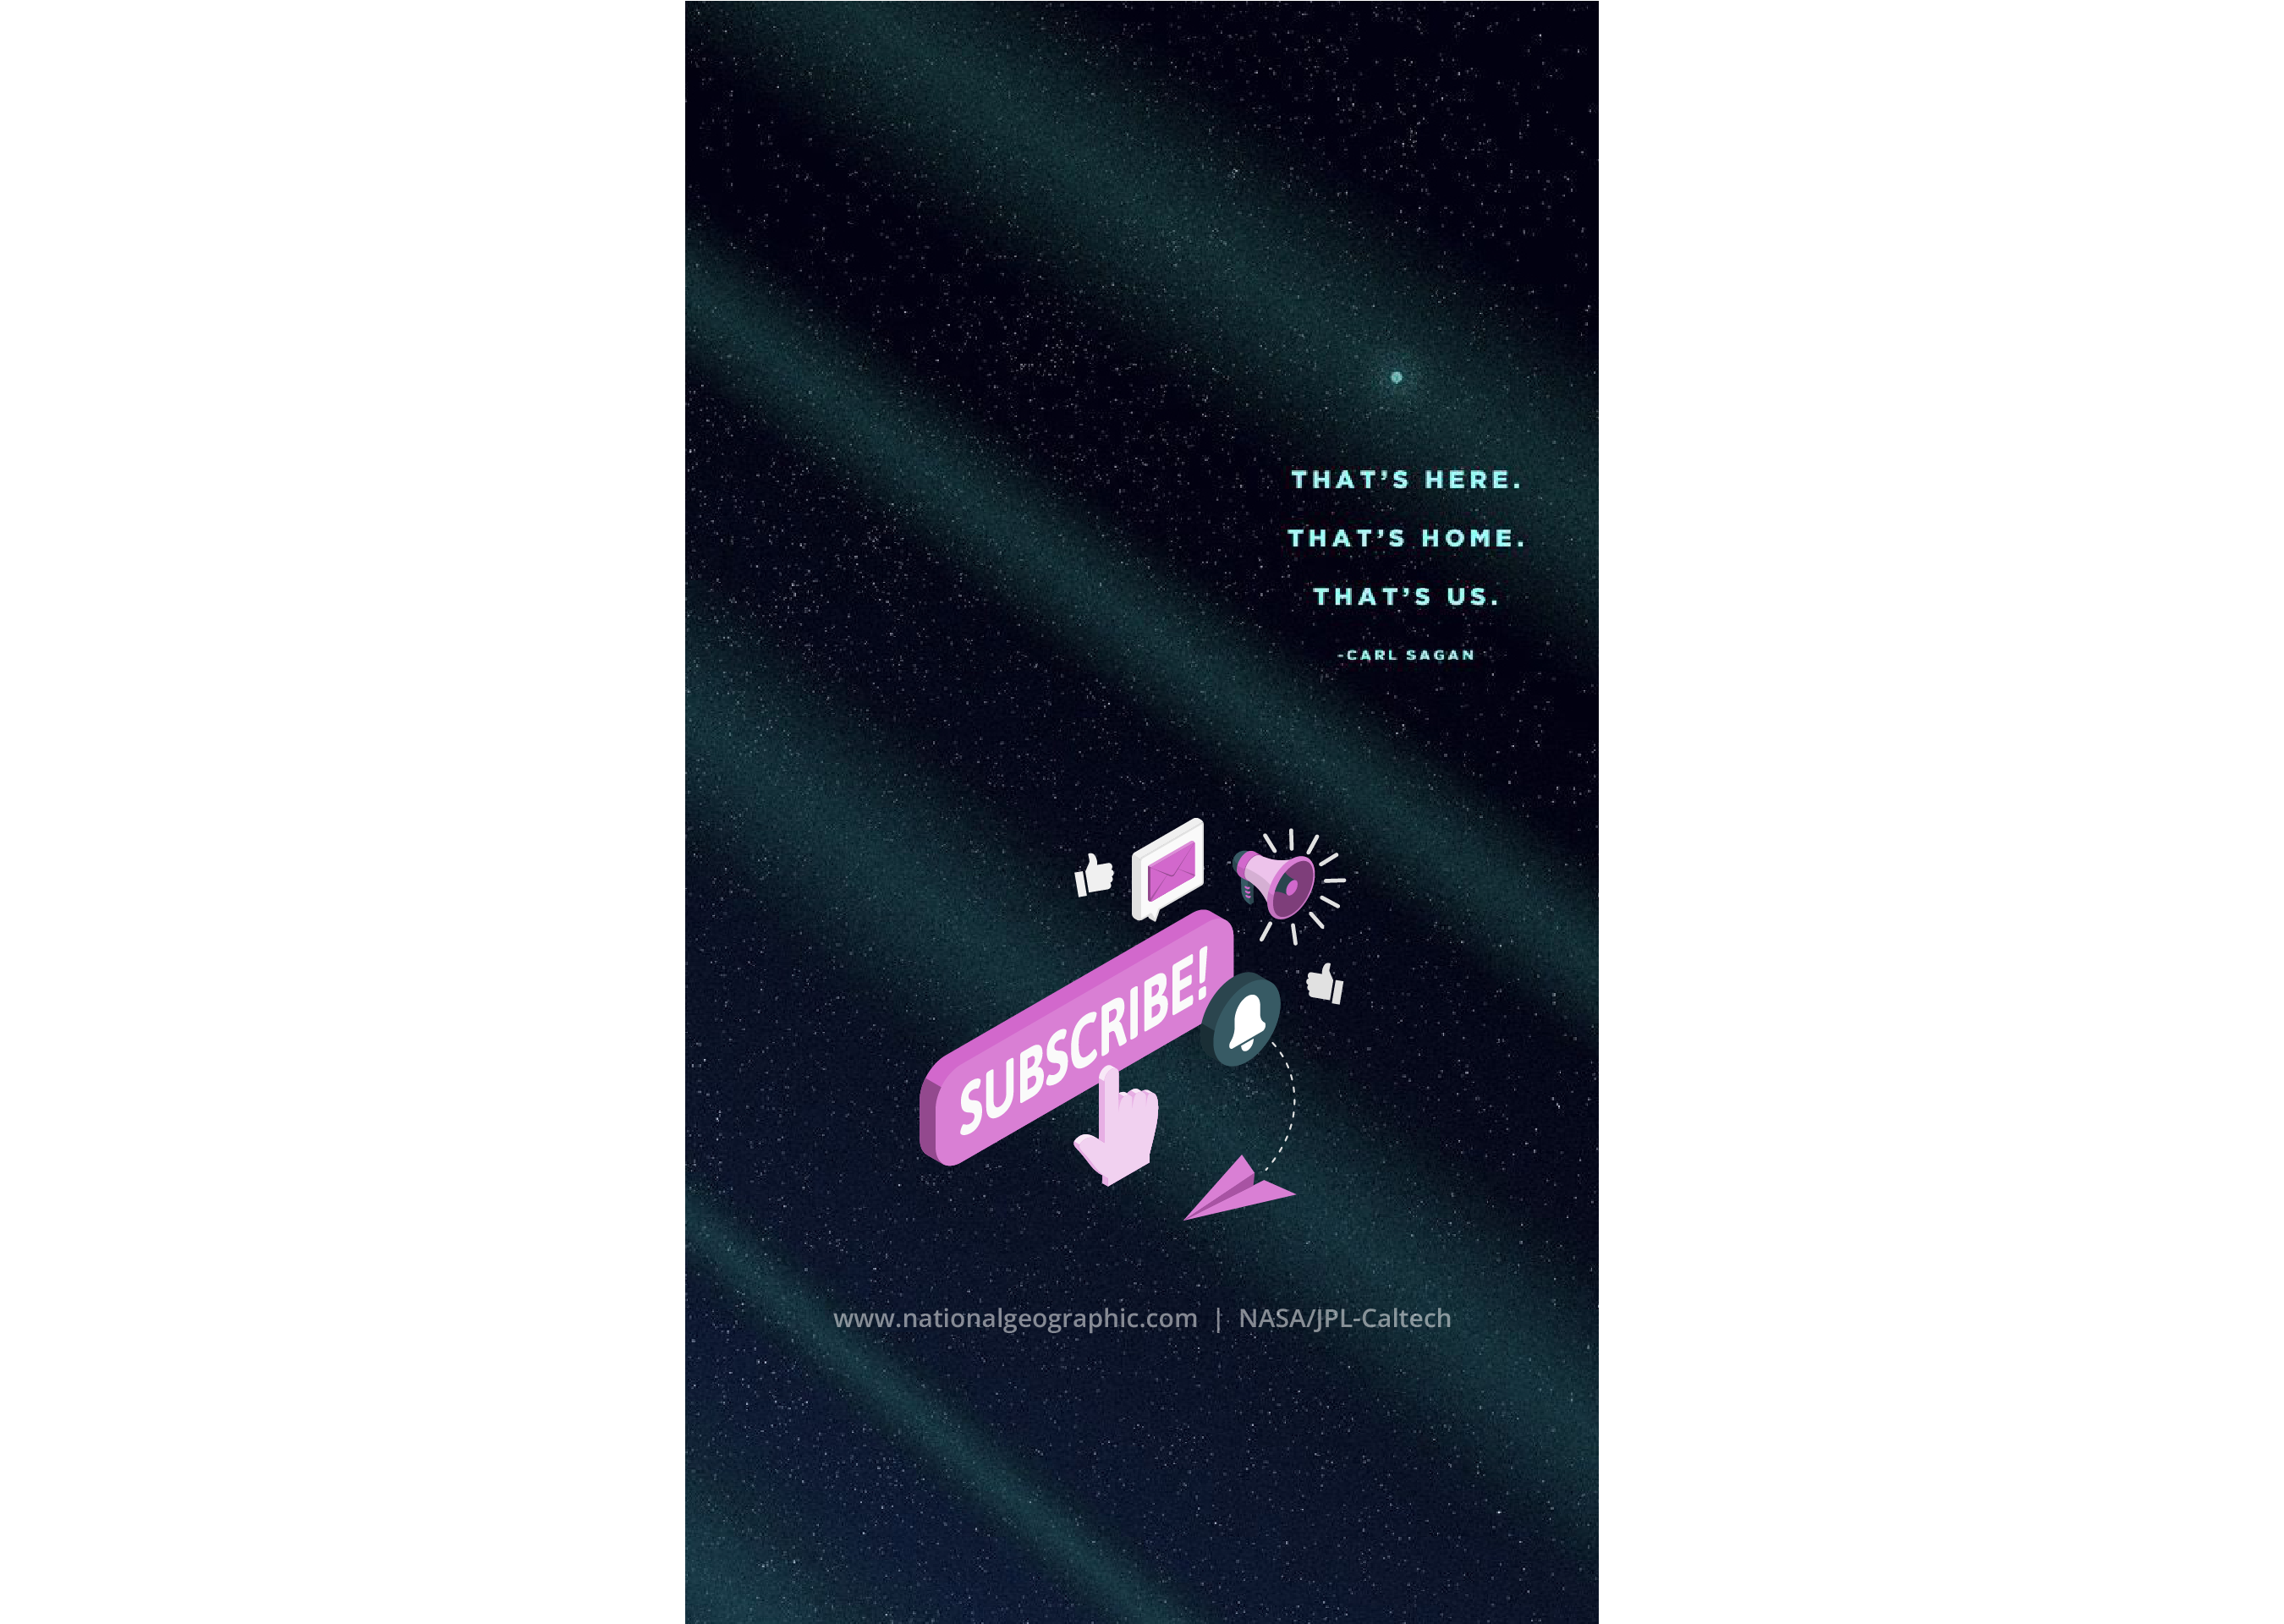 THAT’S HERE.
THAT’S HOME.
THAT’S US.
-CARL SAGAN
SUBSCRIBE!
www.nationalgeographic.com | NASA/JPL-Caltech